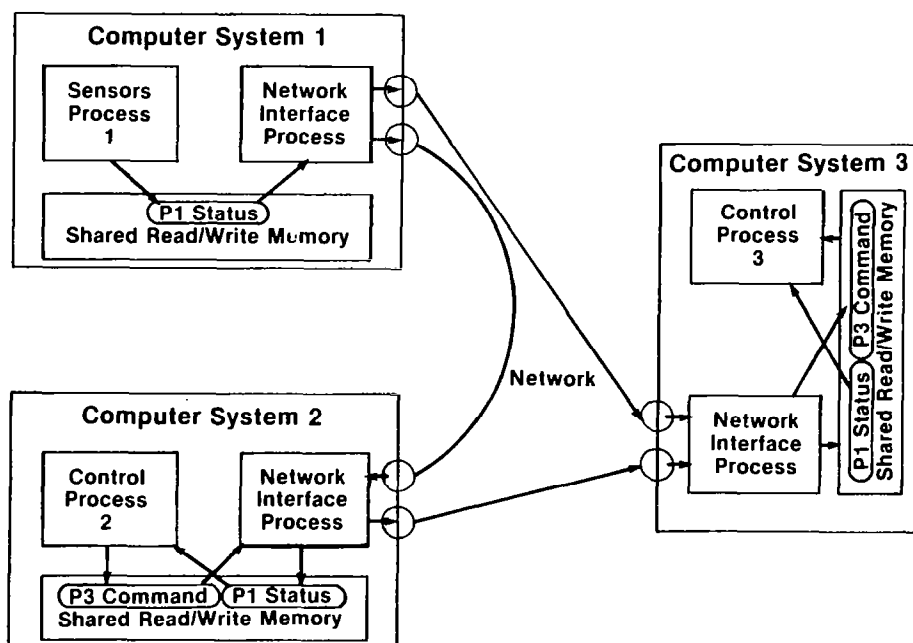 Computer System 1
Sensors
Process
1
Network
Interface
Process
P1 Status
Shared Read/Write Memory
Network
Computer System 2
Control
Process
2
Network
Interface
Process
P3 Command
P1 Status
Shared Read/Write Memory
Computer System 3
Control
Process
3
Network
Interface
Process
P3 Command
P1 Status
Shared Read/Write Memory